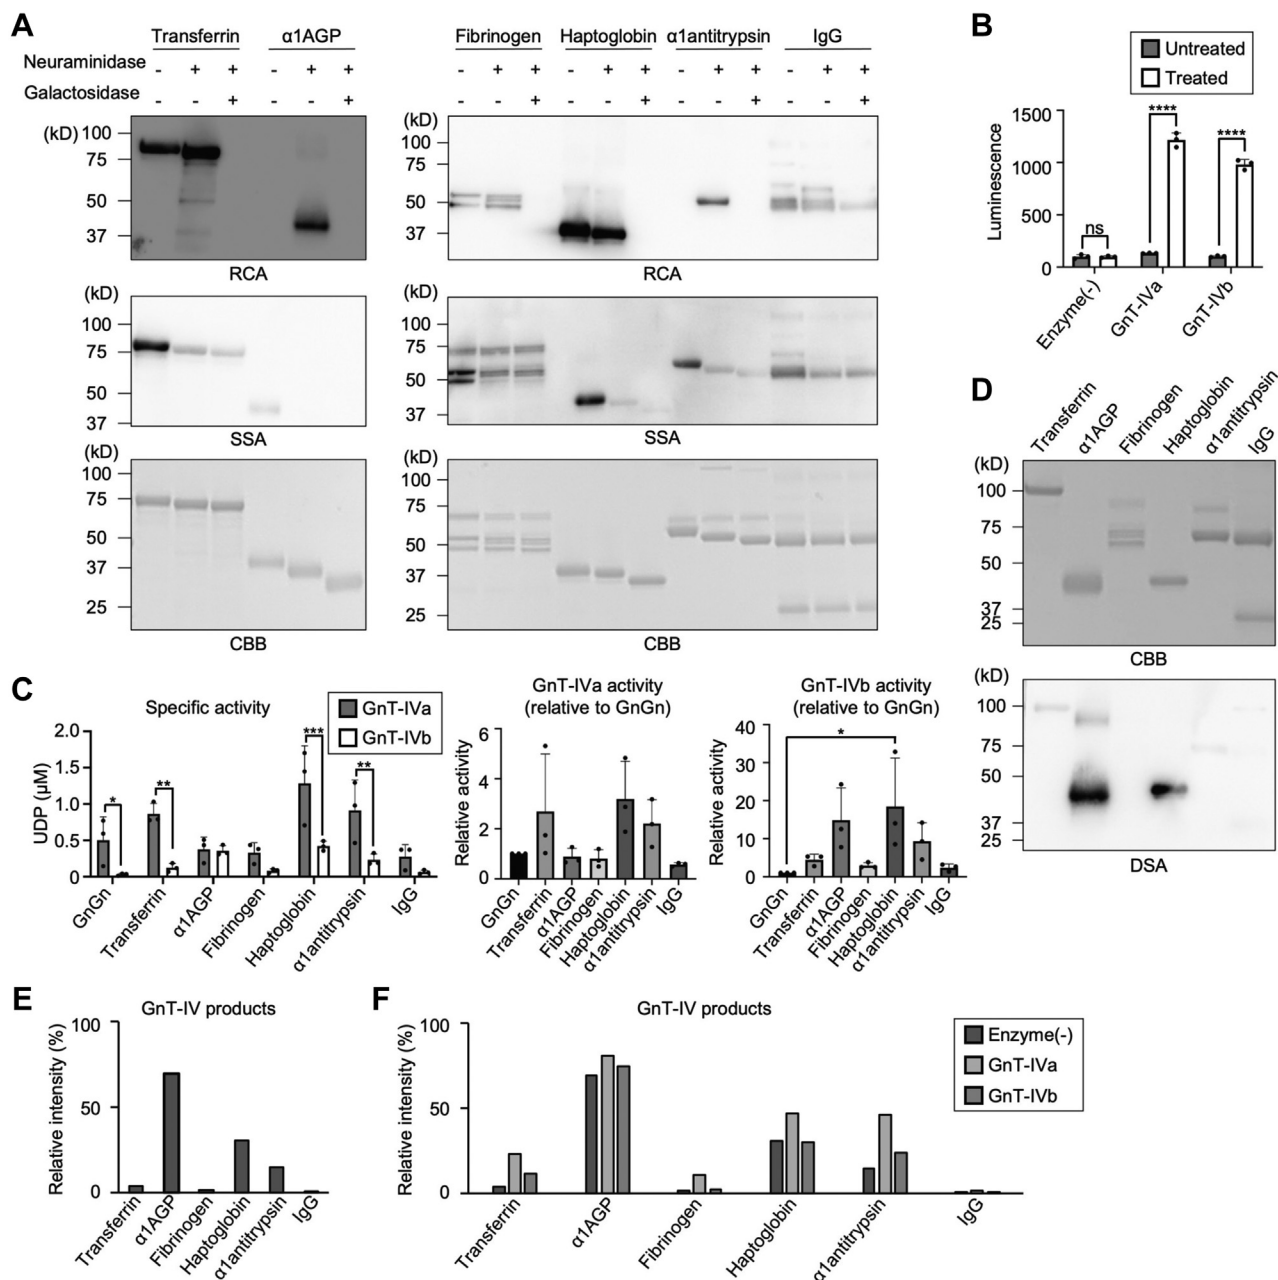 A
Transferrin α1AGP Fibrinogen Haptoglobin α1antitrypsin IgG
Neuraminidase - + + - + + - + + - + + - + + - + +
Galactosidase - - + - - + - - + - - + - - + - - +
(kD) 100
75
50
37
RCA
(kD)
100
75
50
37
RCA
(kD)
100
75
50
37
SSA
(kD)
100
75
50
37
SSA
(kD)
100
75
50
37
25
CBB
(kD)
100
75
50
37
25
CBB
B
Untreated
Treated
Luminescence
1500
1000
500
0
ns
****
****
Enzyme(-)
GnT-IVa
GnT-IVb
C
Specific activity
GnT-IVa
GnT-IVb
UDP (μM)
2.0
1.5
1.0
0.5
0
*
**
***
**
GnGn
Transferrin
α1AGP
Fibrinogen
Haptoglobin
α1antitrypsin
IgG
GnT-IVa activity
(relative to GnGn)
Relative activity
6
4
2
0
GnGn
Transferrin
α1AGP
Fibrinogen
Haptoglobin
α1antitrypsin
IgG
GnT-IVb activity
(relative to GnGn)
Relative activity
40
30
20
10
0
*
GnGn
Transferrin
α1AGP
Fibrinogen
Haptoglobin
α1antitrypsin
IgG
D
Transferrin
α1AGP
Fibrinogen
Haptoglobin
α1antitrypsin
IgG
(kD)
100
75
50
37
25
CBB
(kD)
100
75
50
37
25
DSA
E
GnT-IV products
Relative intensity (%)
100
50
0
Transferrin
α1AGP
Fibrinogen
Haptoglobin
α1antitrypsin
IgG
F
GnT-IV products
Relative intensity (%)
100
50
0
Transferrin
α1AGP
Fibrinogen
Haptoglobin
α1antitrypsin
IgG
Enzyme(-)
GnT-IVa
GnT-IVb